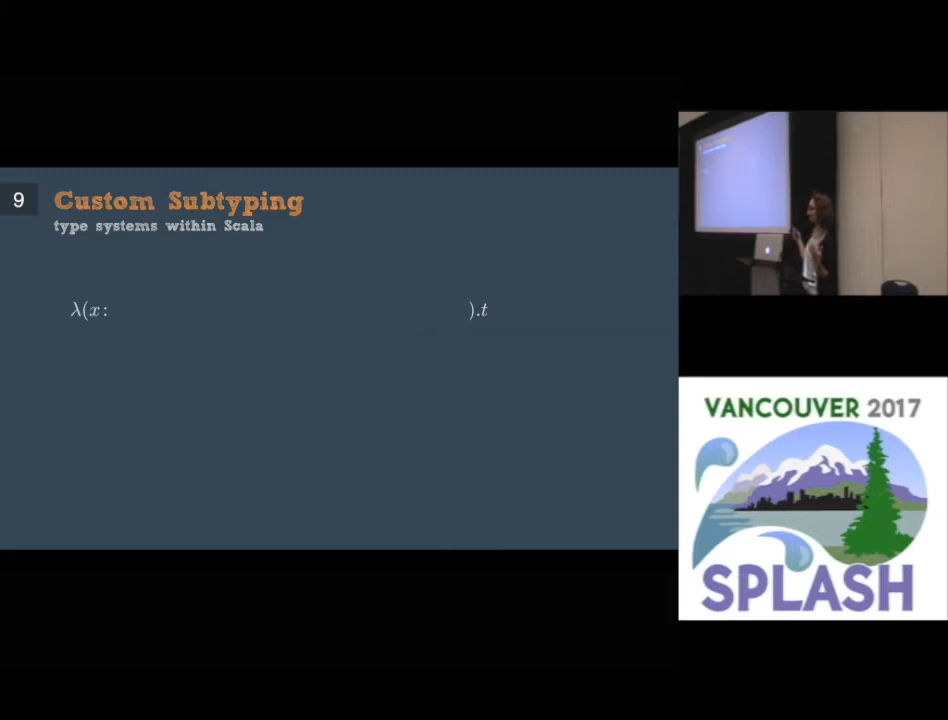 9
Custom Subtyping
type systems within Scala
λ(x: ).t
VANCOUVER 2017
SPLASH